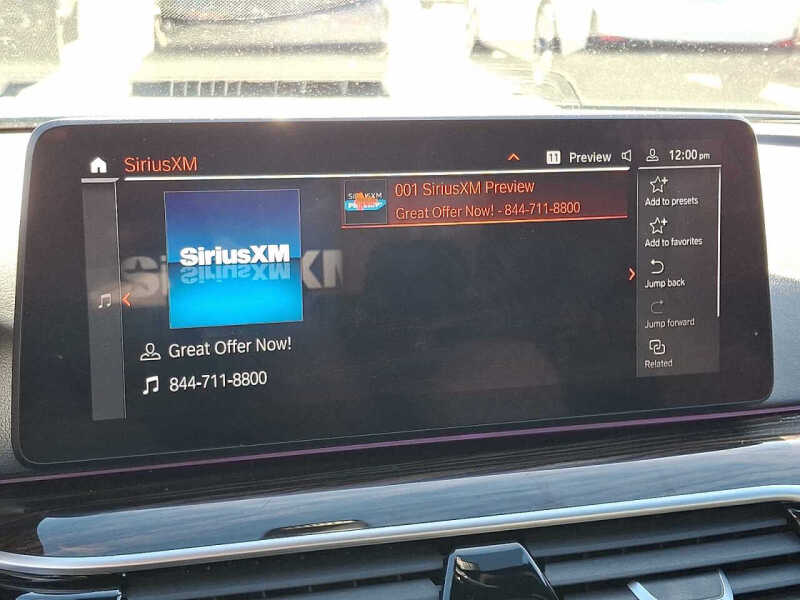 SiriusXM
11 Preview 12:00 pm
001 SiriusXM Preview
Great Offer Now! - 844-711-8800
SiriusXM
Great Offer Now!
844-711-8800
Add to presets
Add to favorites
Jump back
Jump forward
Related